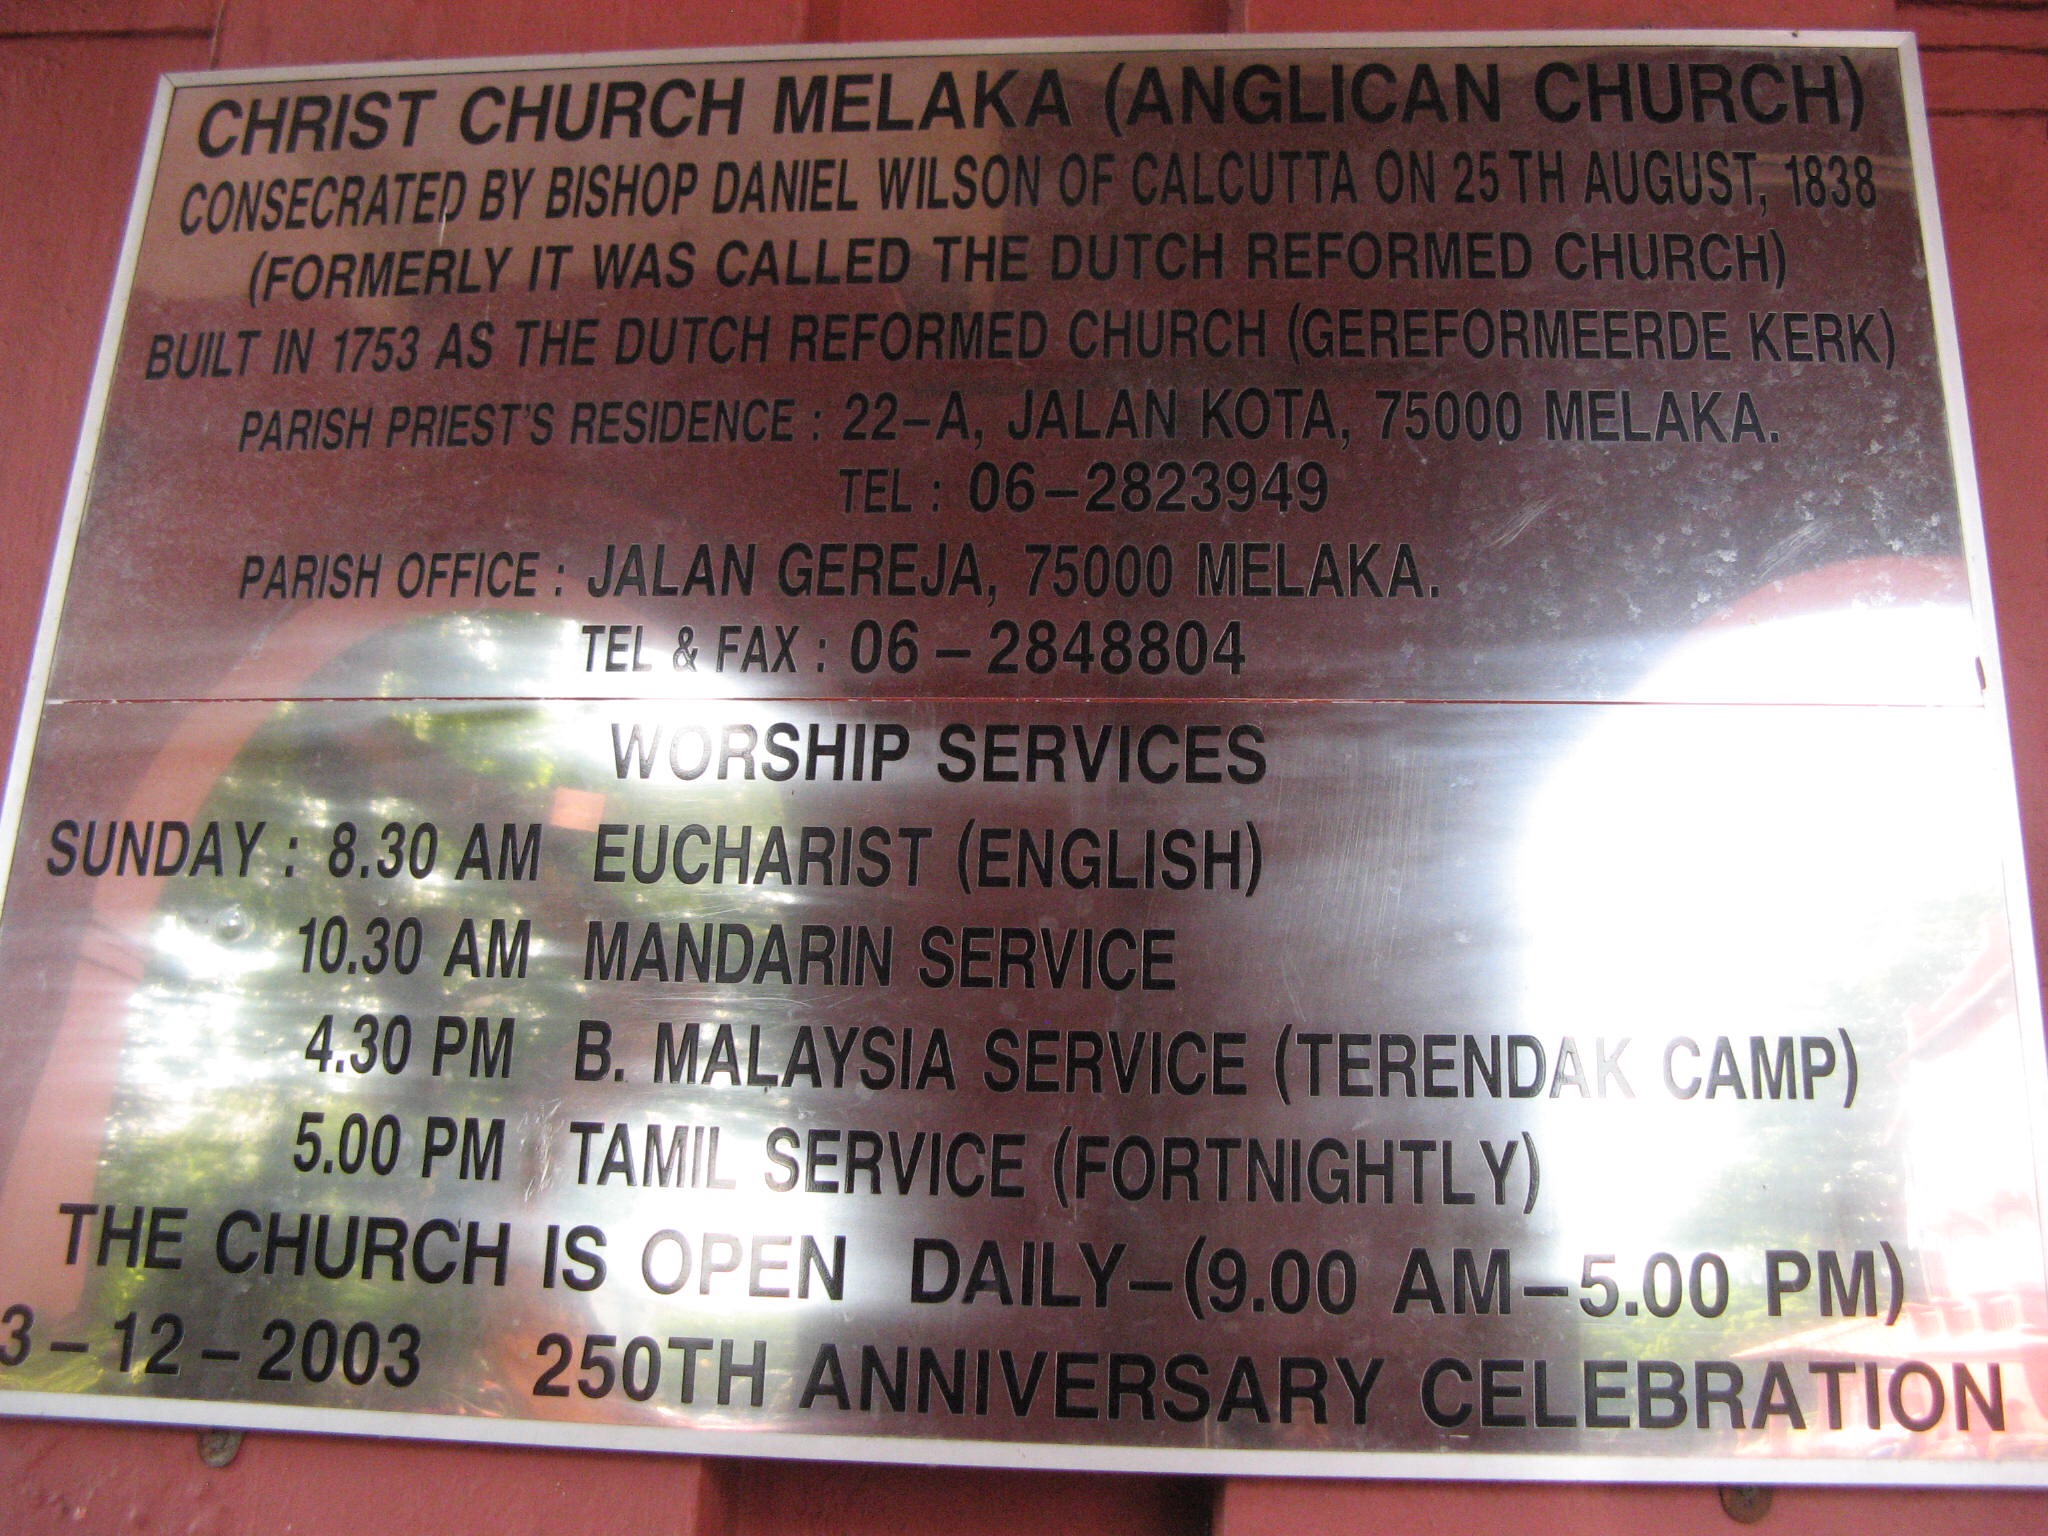 CHRIST CHURCH MELAKA (ANGLICAN CHURCH)
CONSECRATED BY BISHOP DANIEL WILSON OF CALCUTTA ON 25TH AUGUST, 1838
(FORMERLY IT WAS CALLED THE DUTCH REFORMED CHURCH)
BUILT IN 1753 AS THE DUTCH REFORMED CHURCH (GEREFORMEERDE KERK)
PARISH PRIEST'S RESIDENCE : 22-A, JALAN KOTA, 75000 MELAKA.
TEL : 06-2823949
PARISH OFFICE : JALAN GEREJA, 75000 MELAKA.
TEL & FAX : 06 - 2848804
WORSHIP SERVICES
SUNDAY : 8.30 AM EUCHARIST (ENGLISH)
10.30 AM MANDARIN SERVICE
4.30 PM B. MALAYSIA SERVICE (TERENDAK CAMP)
5.00 PM TAMIL SERVICE (FORTNIGHTLY)
THE CHURCH IS OPEN DAILY-(9.00 AM-5.00 PM)
3-12-2003 250TH ANNIVERSARY CELEBRATION